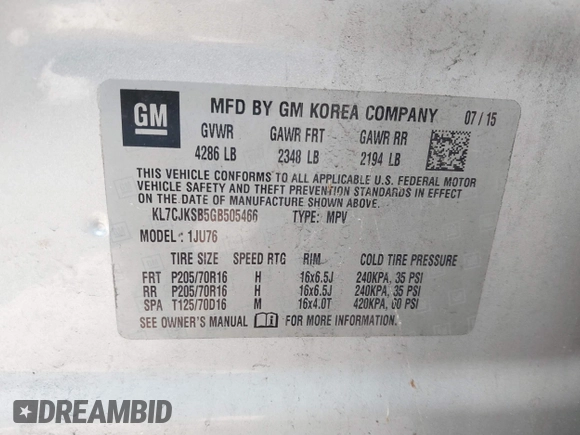 GM MFD BY GM KOREA COMPANY 07/15
GVWR GAWR FRT GAWR RR
4286 LB 2348 LB 2194 LB
THIS VEHICLE CONFORMS TO ALL APPLICABLE U.S. FEDERAL MOTOR
VEHICLE SAFETY AND THEFT PREVENTION STANDARDS IN EFFECT
ON THE DATE OF MANUFACTURE SHOWN ABOVE.
KL7CJKSB5GB505466 TYPE: MPV
MODEL: 1JU76
TIRE SIZE SPEED RTG RIM COLD TIRE PRESSURE
FRT P205/70R16 H 16x6.5J 240KPA, 35 PSI
RR P205/70R16 H 16x6.5J 240KPA, 35 PSI
SPA T125/70D16 M 16x4.0T 420KPA, 60 PSI
SEE OWNER'S MANUAL FOR MORE INFORMATION.
DREAMBID